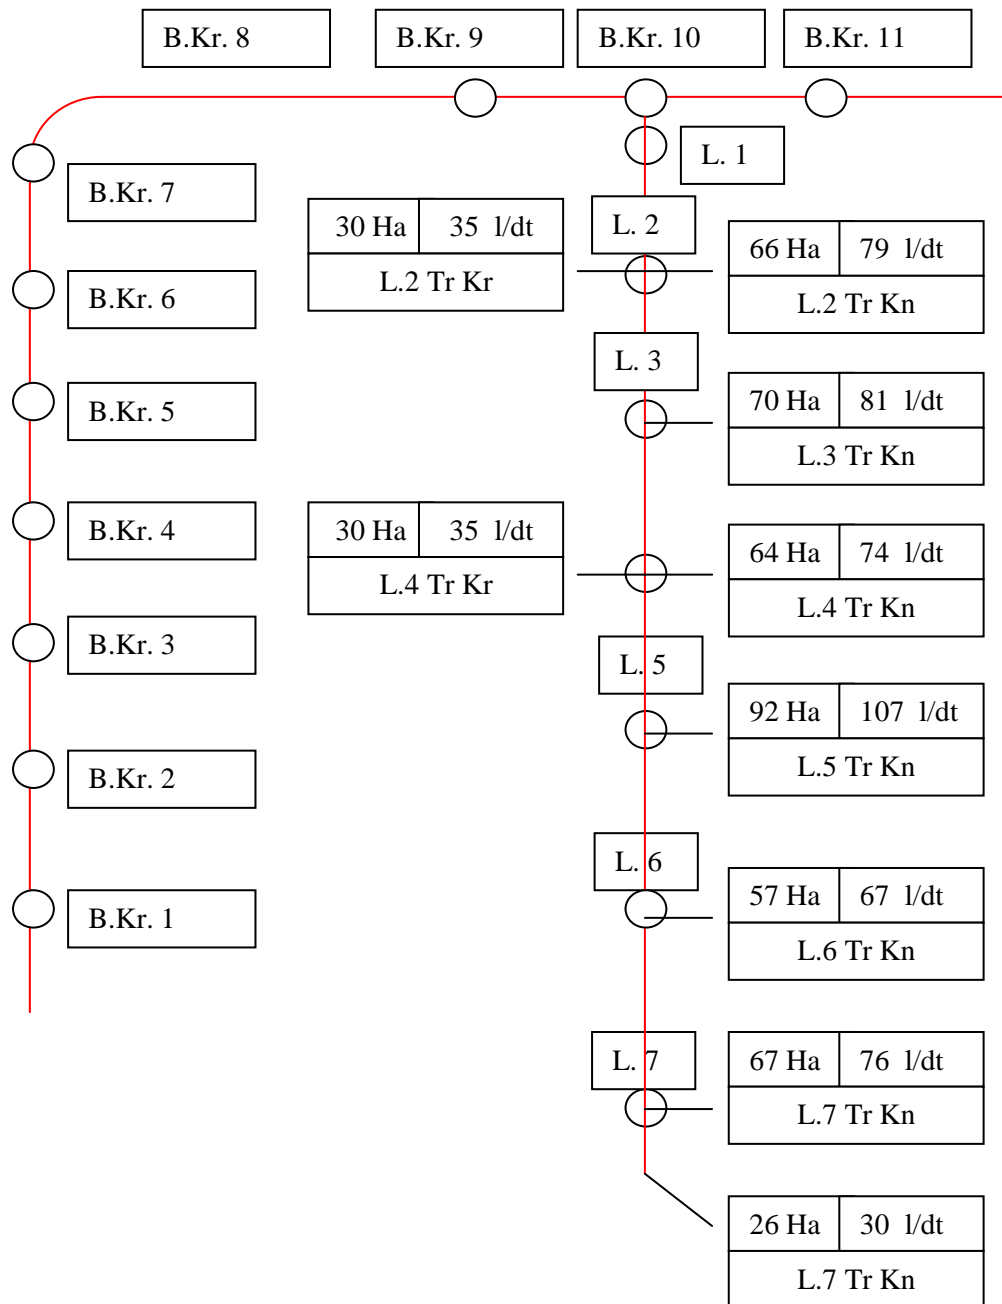 B.Kr. 8
B.Kr. 9
B.Kr. 10
B.Kr. 11
L. 1
B.Kr. 7
30 Ha 35 l/dt
L.2 Tr Kr
L. 2
66 Ha 79 l/dt
L.2 Tr Kn
B.Kr. 6
L. 3
B.Kr. 5
70 Ha 81 l/dt
L.3 Tr Kn
B.Kr. 4
30 Ha 35 l/dt
L.4 Tr Kr
64 Ha 74 l/dt
L.4 Tr Kn
B.Kr. 3
L. 5
92 Ha 107 l/dt
L.5 Tr Kn
B.Kr. 2
L. 6
57 Ha 67 l/dt
L.6 Tr Kn
B.Kr. 1
L. 7
67 Ha 76 l/dt
L.7 Tr Kn
26 Ha 30 l/dt
L.7 Tr Kn